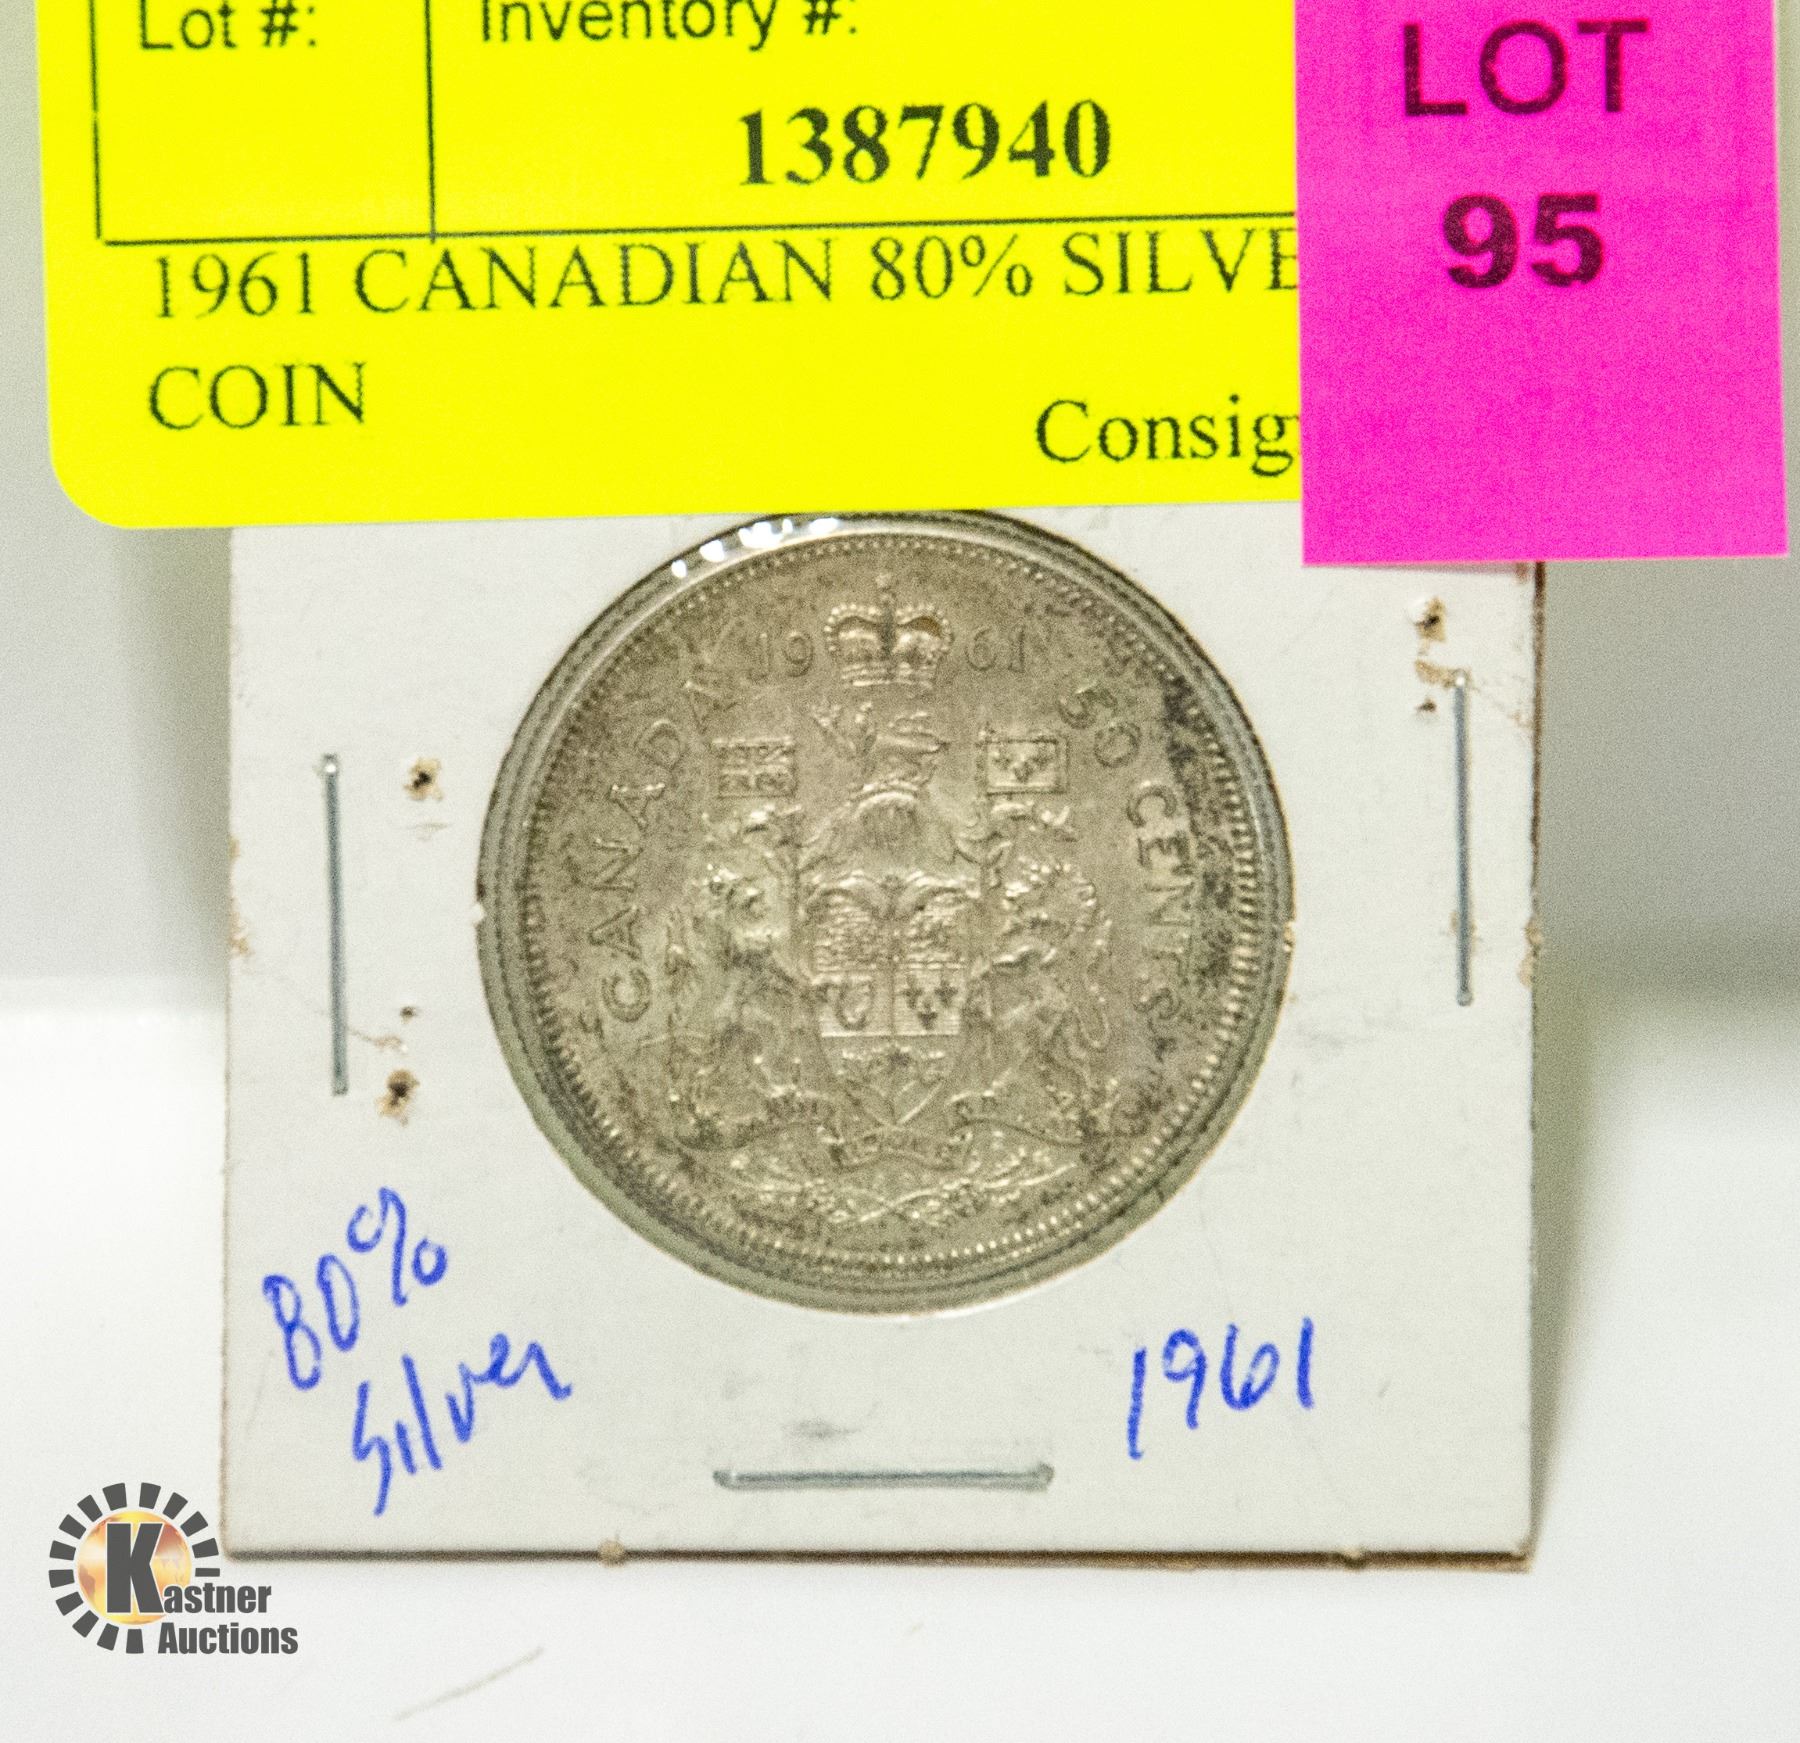 Lot #:
Inventory #:
1387940
LOT
95
1961 CANADIAN 80% SILVE
COIN
Consig
19 61
CANADA
50 CENTS
80%
Silver
1961
Kastner
Auctions